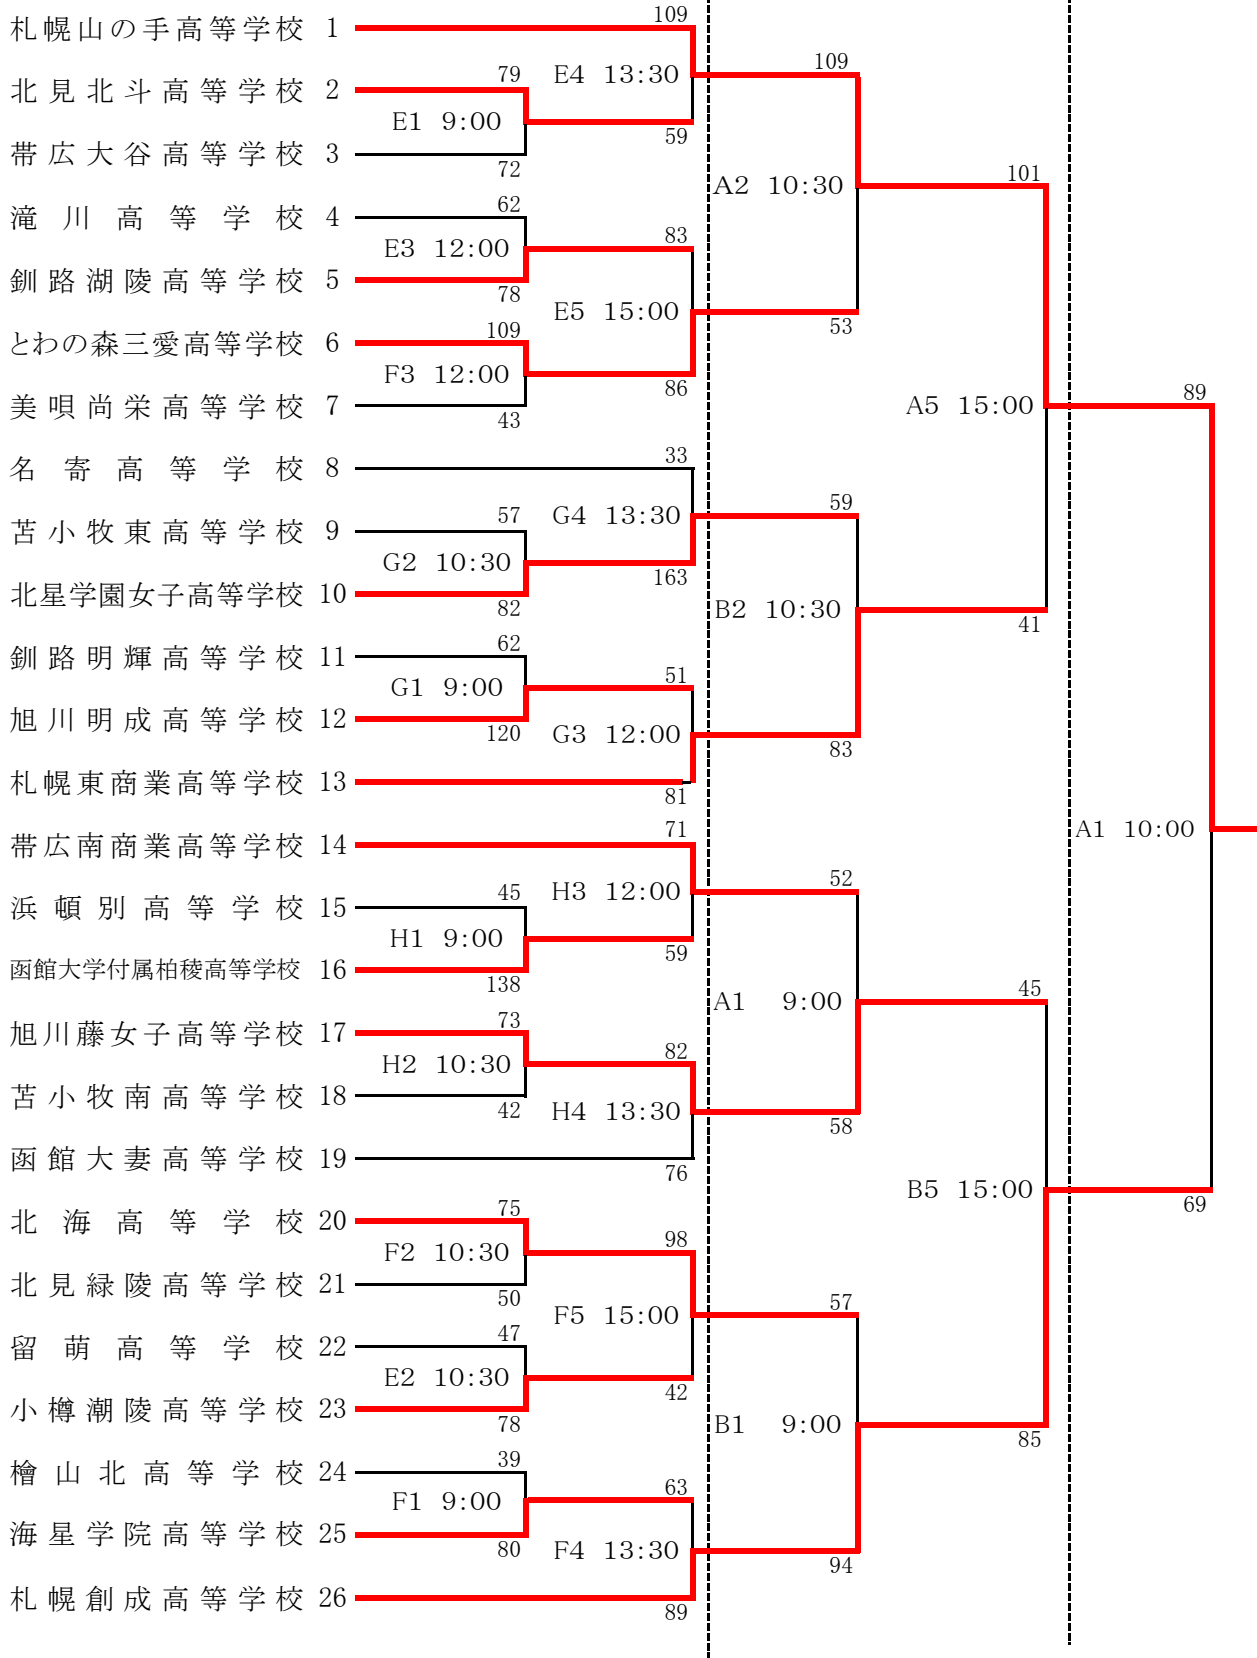 109
札幌山の手高等学校 1
E4 13:30
109
79
北見北斗高等学校 2
E1 9:00
59
帯広大谷高等学校 3
72
A2 10:30
101
62
滝川高等学校 4
83
E3 12:00
釧路湖陵高等学校 5
78
E5 15:00
53
109
とわの森三愛高等学校 6
F3 12:00
86
美唄尚栄高等学校 7
43
A5 15:00
89
33
名寄高等学校 8
59
57
G4 13:30
苫小牧東高等学校 9
G2 10:30
163
北星学園女子高等学校 10
82
B2 10:30
41
62
釧路明輝高等学校 11
51
G1 9:00
旭川明成高等学校 12
120
G3 12:00
83
札幌東商業高等学校 13
81
71
A1 10:00
帯広南商業高等学校 14
52
45
H3 12:00
浜頓別高等学校 15
H1 9:00
59
函館大学付属柏稜高等学校 16
138
A1 9:00
45
73
旭川藤女子高等学校 17
82
H2 10:30
苫小牧南高等学校 18
42
H4 13:30
58
函館大妻高等学校 19
76
B5 15:00
69
75
北海高等学校 20
98
F2 10:30
北見緑陵高等学校 21
50
57
F5 15:00
47
留萌高等学校 22
E2 10:30
42
小樽潮陵高等学校 23
78
B1 9:00
85
39
檜山北高等学校 24
63
F1 9:00
海星学院高等学校 25
80
F4 13:30
94
札幌創成高等学校 26
89